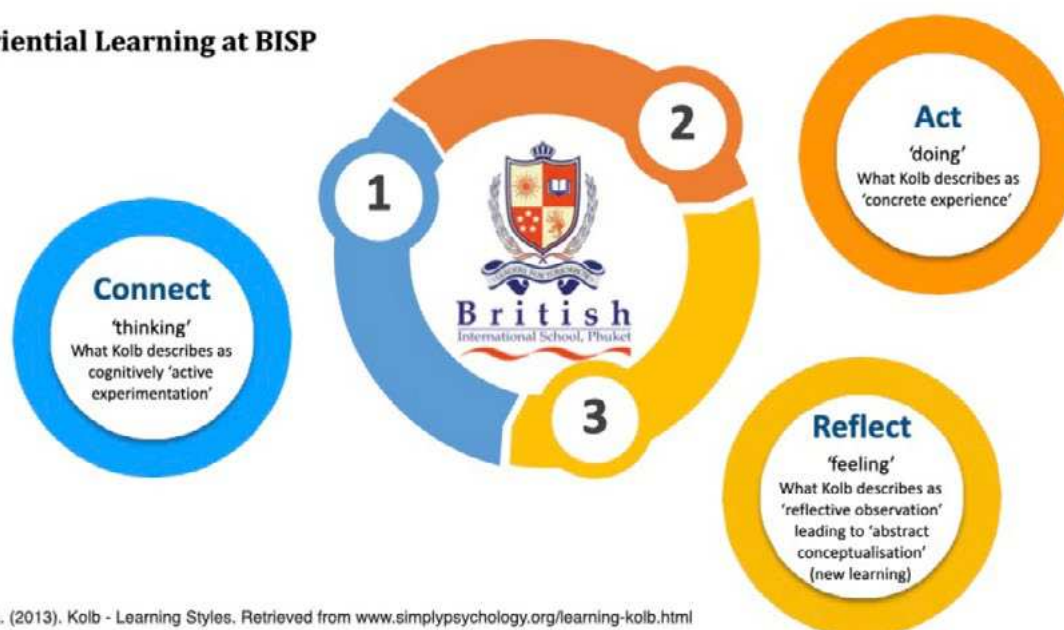 riential Learning at BISP
1
2
3
British
International School, Phuket
Connect
'thinking'
What Kolb describes as
cognitively 'active
experimentation'
Act
'doing'
What Kolb describes as
'concrete experience'
Reflect
'feeling'
What Kolb describes as
'reflective observation'
leading to 'abstract
conceptualisation'
(new learning)
. (2013). Kolb - Learning Styles. Retrieved from www.simplypsychology.org/learning-kolb.html